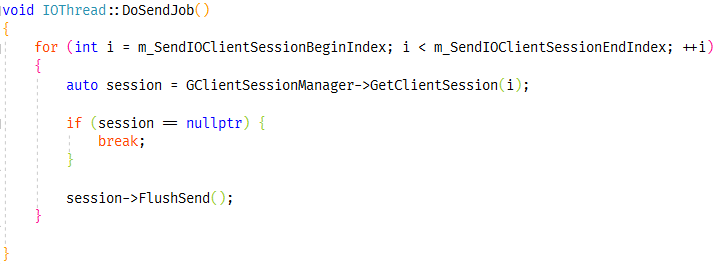 void IOThread::DoSendJob()
{
for (int i = m_SendIOClientSessionBeginIndex; i < m_SendIOClientSessionEndIndex; ++i)
{
auto session = GClientSessionManager->GetClientSession(i);
if (session == nullptr) {
break;
}
session->FlushSend();
}
}